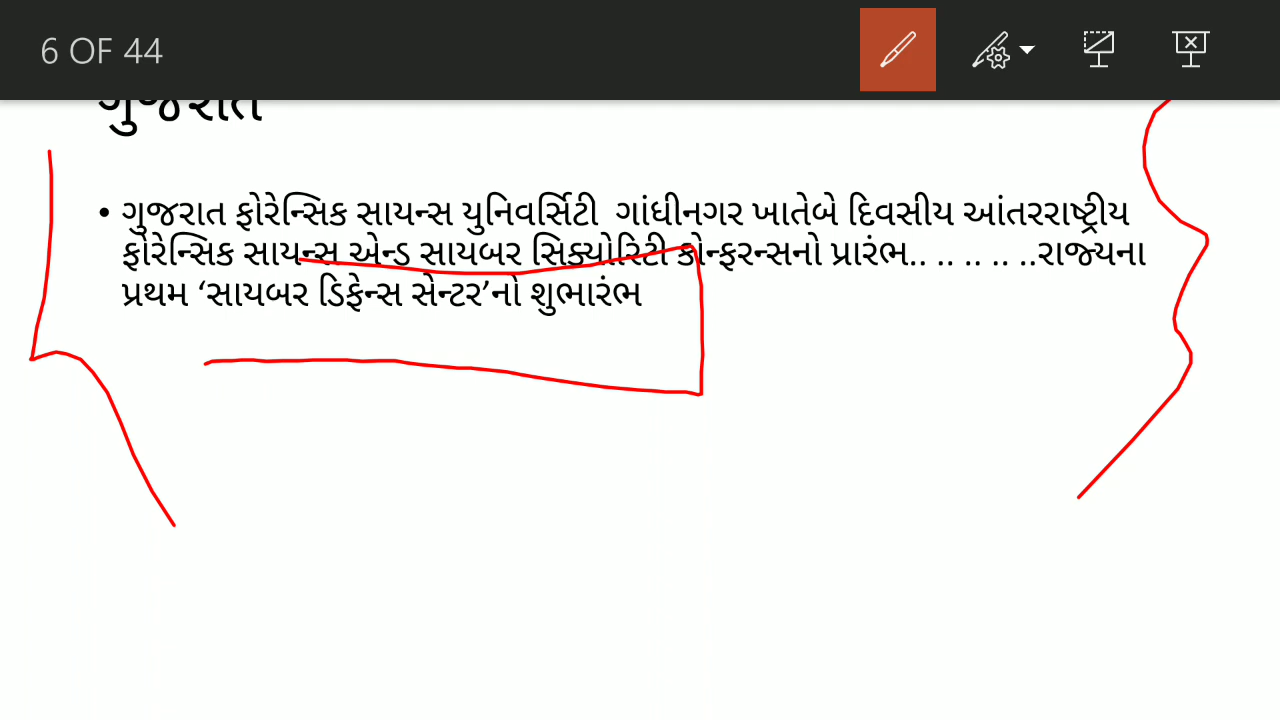 6 OF 44
ગુજરાત
• ગુજરાત ફોરેન્સિક સાયન્સ યુનિવર્સિટી ગાંધીનગર ખાતેબે દિવસીય આંતરરાષ્ટ્રીય
ફોરેન્સિક સાયન્સ એન્ડ સાયબર સિક્યોરિટી કોન્ફરન્સનો પ્રારંભ.. .. .. .. ..રાજ્યના
પ્રથમ ‘સાયબર ડિફેન્સ સેન્ટર’નો શુભારંભ